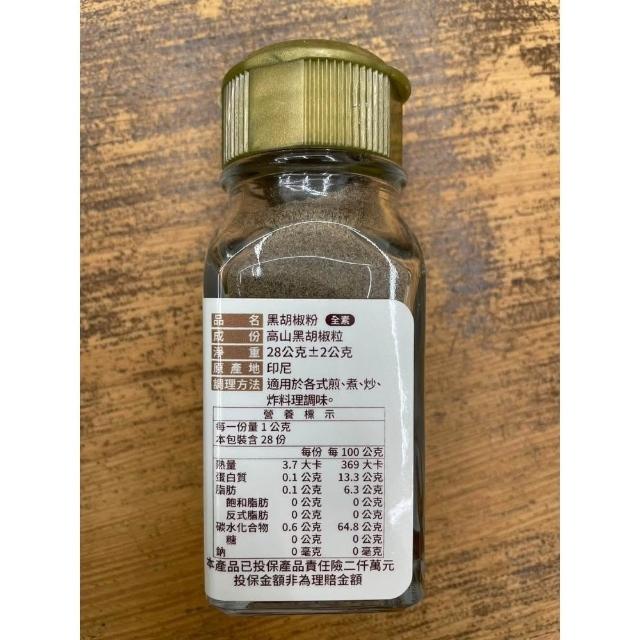 品名 黑胡椒粉 全素
成份 高山黑胡椒粒
淨重 28公克±2公克
原產地 印尼
調理方法 適用於各式煎、煮、炒、
炸料理調味。
營養標示
每一份量 1 公克
本包裝含 28 份
每份 每 100 公克
熱量 3.7 大卡 369 大卡
蛋白質 0.1 公克 13.3 公克
脂肪 0.1 公克 6.3 公克
飽和脂肪 0 公克 0 公克
反式脂肪 0 公克 0 公克
碳水化合物 0.6 公克 64.8 公克
糖 0 公克 0 公克
鈉 0 毫克 0 毫克
本產品已投保產品責任險二仟萬元
投保金額非為理賠金額